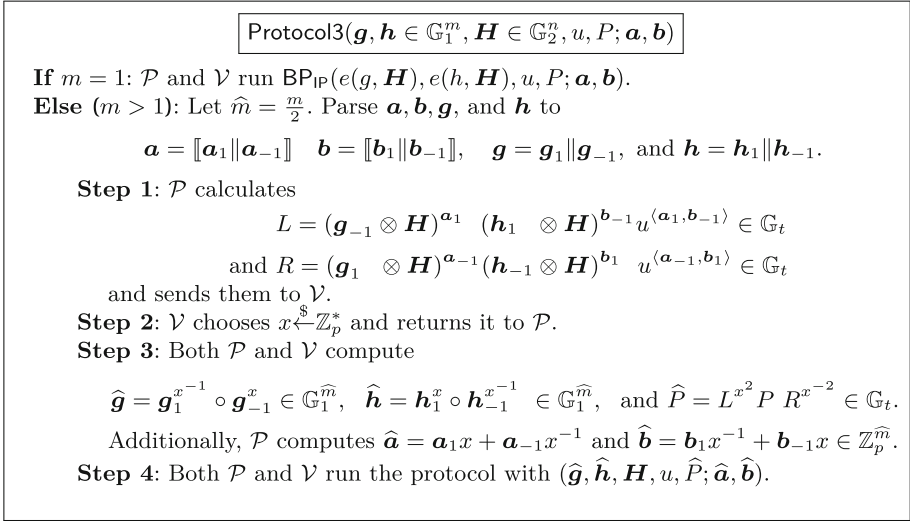 Protocol3(𝒈, 𝒉 ∈ 𝔾₁ᵐ, 𝑯 ∈ 𝔾₂ⁿ, u, P; 𝒂, 𝒃)
If m = 1: 𝒫 and 𝒱 run BP_IP(e(g, 𝑯), e(h, 𝑯), u, P; 𝒂, 𝒃).
Else (m > 1): Let m̂ = m/2. Parse 𝒂, 𝒃, 𝒈, and 𝒉 to
𝒂 = ⟦𝒂₁∥𝒂₋₁⟧ 𝒃 = ⟦𝒃₁∥𝒃₋₁⟧, 𝒈 = 𝒈₁∥𝒈₋₁, and 𝒉 = 𝒉₁∥𝒉₋₁.
Step 1: 𝒫 calculates
L = (𝒈₋₁ ⊗ 𝑯)^{𝒂₁} (𝒉₁ ⊗ 𝑯)^{𝒃₋₁} u^{⟨𝒂₁,𝒃₋₁⟩} ∈ 𝔾_t
and R = (𝒈₁ ⊗ 𝑯)^{𝒂₋₁} (𝒉₋₁ ⊗ 𝑯)^{𝒃₁} u^{⟨𝒂₋₁,𝒃₁⟩} ∈ 𝔾_t
and sends them to 𝒱.
Step 2: 𝒱 chooses x ←$ ℤ_p^* and returns it to 𝒫.
Step 3: Both 𝒫 and 𝒱 compute
𝒈̂ = 𝒈₁^{x⁻¹} ∘ 𝒈₋₁^{x} ∈ 𝔾₁^{m̂}, 𝒉̂ = 𝒉₁^{x} ∘ 𝒉₋₁^{x⁻¹} ∈ 𝔾₁^{m̂}, and P̂ = L^{x²} P R^{x⁻²} ∈ 𝔾_t.
Additionally, 𝒫 computes 𝒂̂ = 𝒂₁x + 𝒂₋₁x⁻¹ and 𝒃̂ = 𝒃₁x⁻¹ + 𝒃₋₁x ∈ ℤ_p^{m̂}.
Step 4: Both 𝒫 and 𝒱 run the protocol with (𝒈̂, 𝒉̂, 𝑯, u, P̂; 𝒂̂, 𝒃̂).